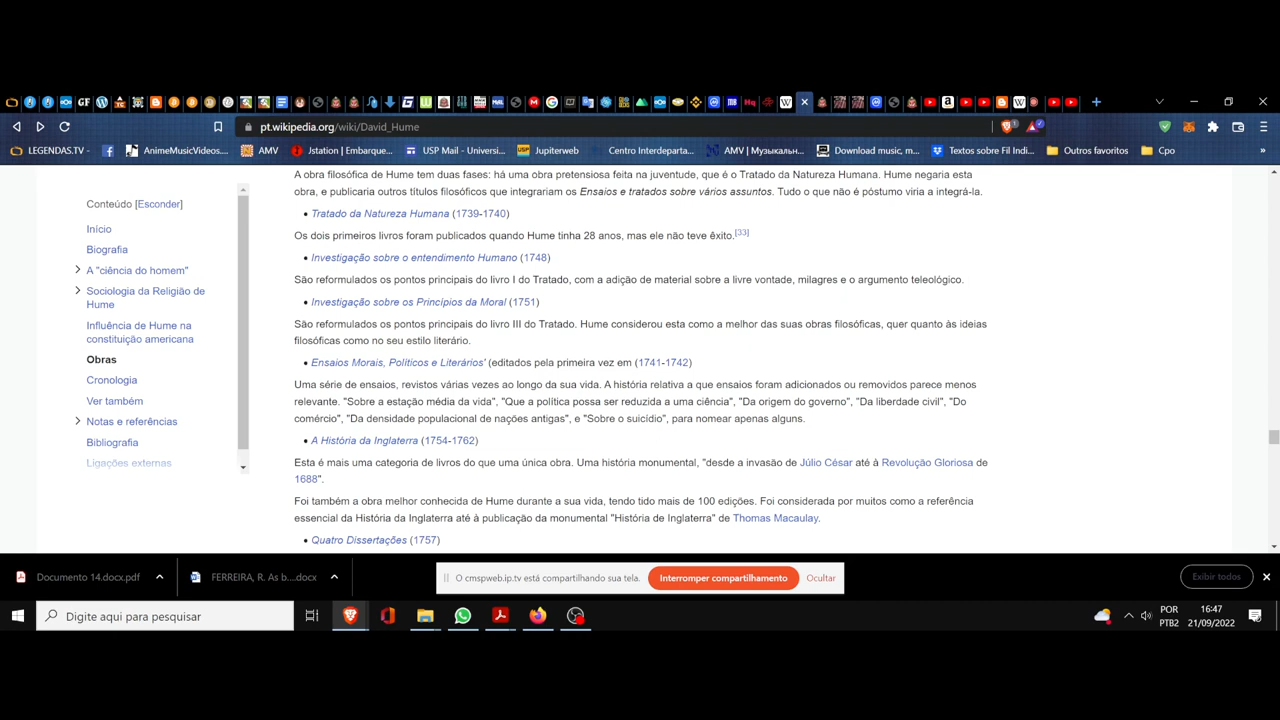 pt.wikipedia.org/wiki/David_Hume
LEGENDAS.TV
AnimeMusicVideos...
AMV
Jstation | Embarque...
USP Mail - Universi...
Jupiterweb
Centro Interdeparta...
AMV | Музыкальн...
Download music, m...
Textos sobre Fil Indi...
Outros favoritos
Cpo
»
Conteúdo [Esconder]
Início
Biografia
A "ciência do homem"
Sociologia da Religião de
Hume
Influência de Hume na
constituição americana
Obras
Cronologia
Ver também
Notas e referências
Bibliografia
Ligações externas
A obra filosófica de Hume tem duas fases: há uma obra pretensiosa feita na juventude, que é o Tratado da Natureza Humana. Hume negaria esta
obra, e publicaria outros títulos filosóficos que integrariam os Ensaios e tratados sobre vários assuntos. Tudo o que não é póstumo viria a integrá-la.
• Tratado da Natureza Humana (1739-1740)
Os dois primeiros livros foram publicados quando Hume tinha 28 anos, mas ele não teve êxito.[33]
• Investigação sobre o entendimento Humano (1748)
São reformulados os pontos principais do livro I do Tratado, com a adição de material sobre a livre vontade, milagres e o argumento teleológico.
• Investigação sobre os Princípios da Moral (1751)
São reformulados os pontos principais do livro III do Tratado. Hume considerou esta como a melhor das suas obras filosóficas, quer quanto às ideias
filosóficas como no seu estilo literário.
• Ensaios Morais, Políticos e Literários' (editados pela primeira vez em (1741-1742)
Uma série de ensaios, revistos várias vezes ao longo da sua vida. A história relativa a que ensaios foram adicionados ou removidos parece menos
relevante. "Sobre a estação média da vida", "Que a política possa ser reduzida a uma ciência", "Da origem do governo", "Da liberdade civil", "Do
comércio", "Da densidade populacional de nações antigas", e "Sobre o suicídio", para nomear apenas alguns.
• A História da Inglaterra (1754-1762)
Esta é mais uma categoria de livros do que uma única obra. Uma história monumental, "desde a invasão de Júlio César até à Revolução Gloriosa de
1688".
Foi também a obra melhor conhecida de Hume durante a sua vida, tendo tido mais de 100 edições. Foi considerada por muitos como a referência
essencial da História da Inglaterra até à publicação da monumental "História de Inglaterra" de Thomas Macaulay.
• Quatro Dissertações (1757)
Documento 14.docx.pdf
FERREIRA, R. As b....docx
O cmspweb.ip.tv está compartilhando sua tela.
Interromper compartilhamento
Ocultar
Exibir todos
Digite aqui para pesquisar
POR
PTB2
16:47
21/09/2022